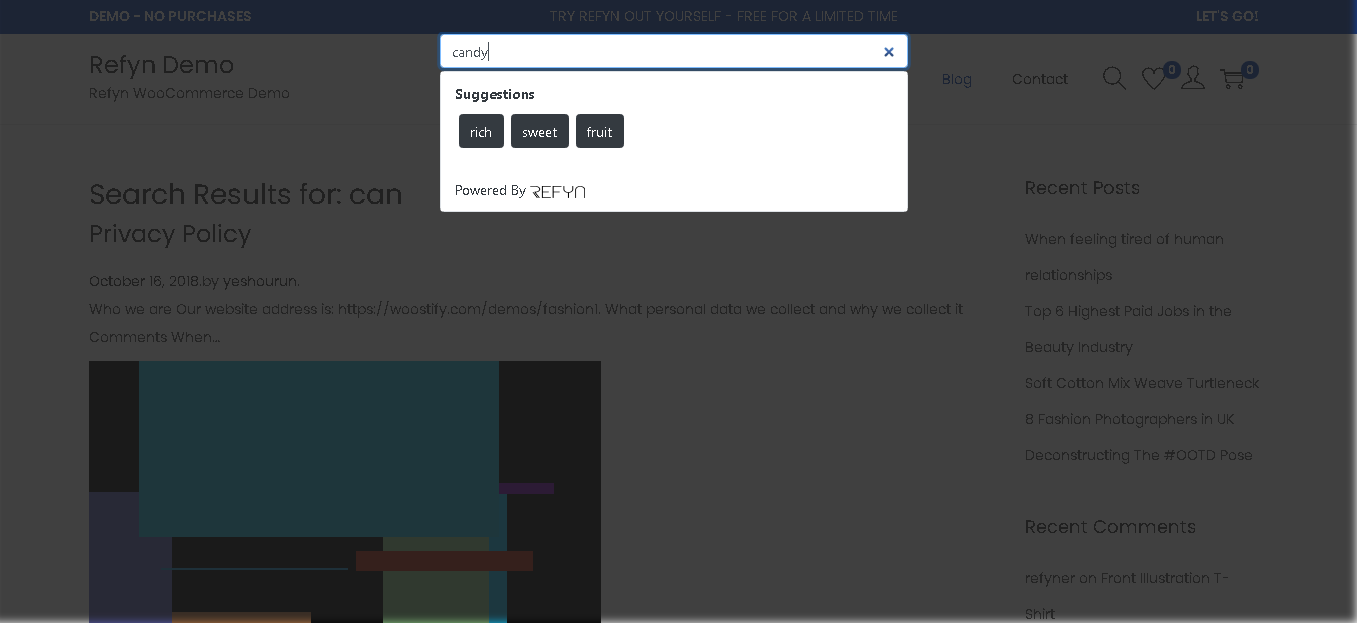 DEMO - NO PURCHASES
TRY REFYN OUT YOURSELF - FREE FOR A LIMITED TIME
LET'S GO!
candy
Refyn Demo
Refyn WooCommerce Demo
Blog
Contact
0
0
Suggestions
rich sweet fruit
Powered By REFYN
Search Results for: can
Privacy Policy
October 16, 2018.by yeshourun.
Who we are Our website address is: https://woostify.com/demos/fashion1. What personal data we collect and why we collect it
Comments When...
Recent Posts
When feeling tired of human
relationships
Top 6 Highest Paid Jobs in the
Beauty Industry
Soft Cotton Mix Weave Turtleneck
8 Fashion Photographers in UK
Deconstructing The #OOTD Pose
Recent Comments
refyner on Front Illustration T-
Shirt